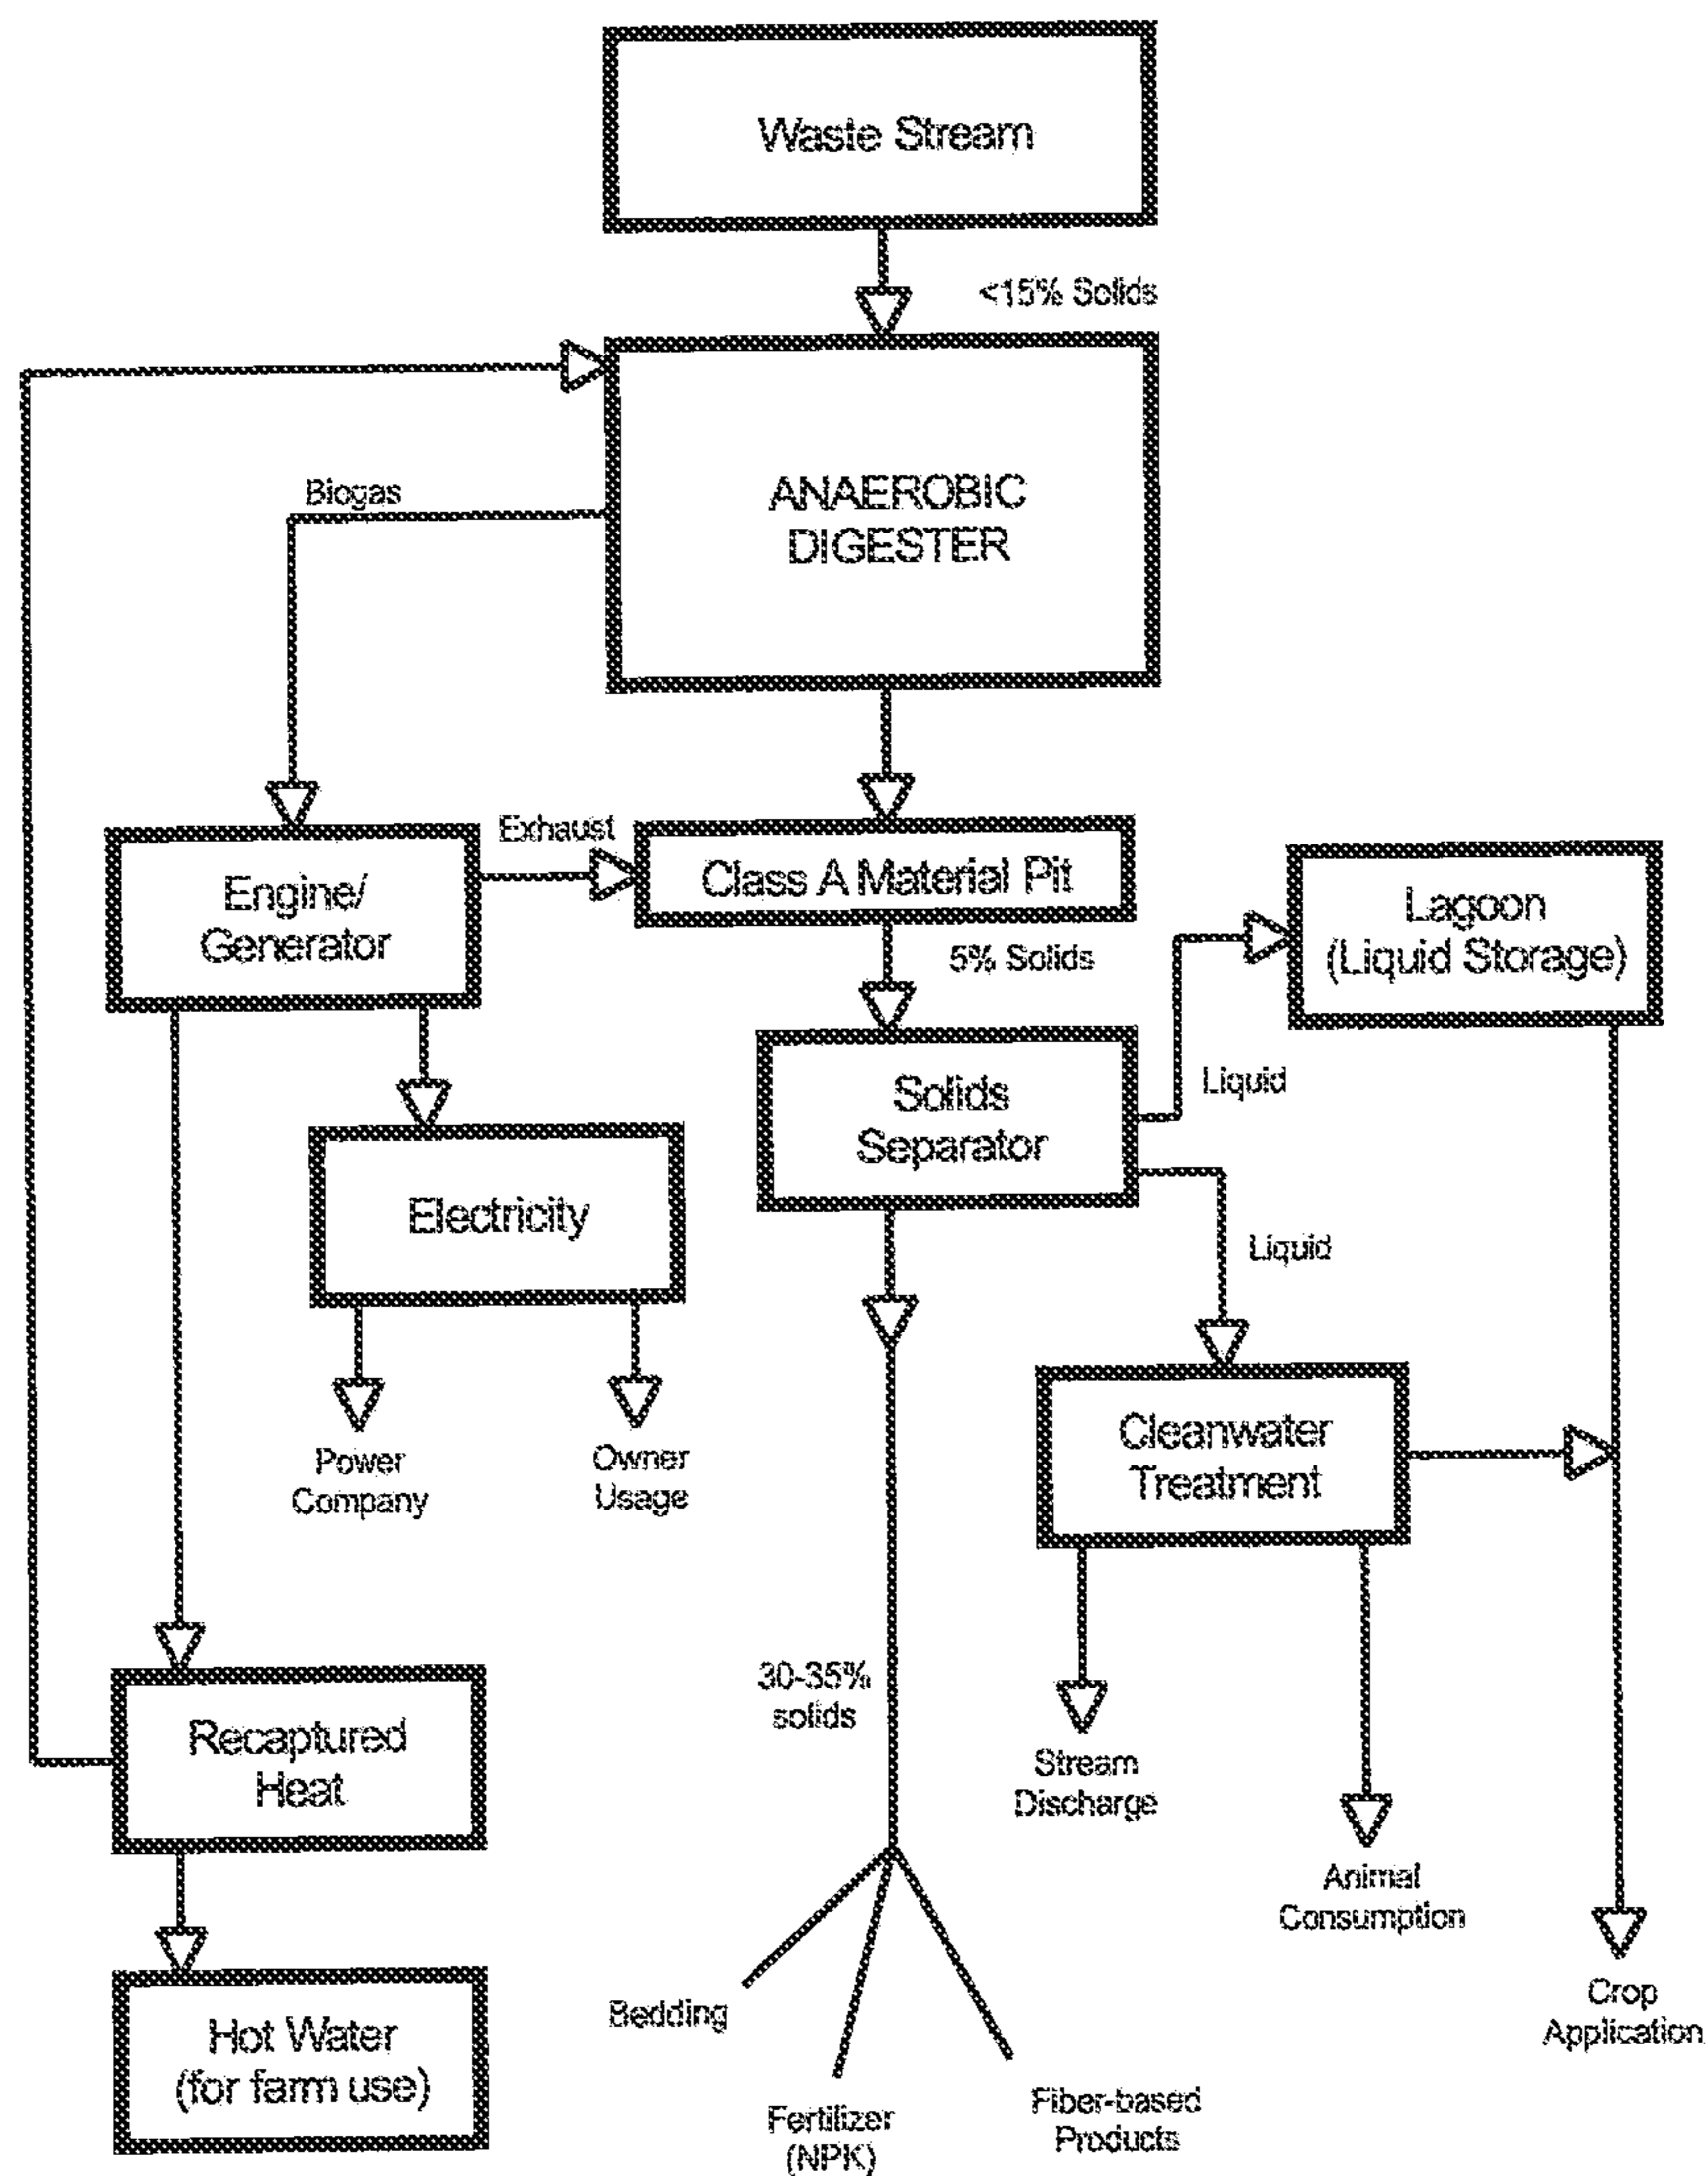 Waste Stream
<15% Solids
Biogas
ANAEROBIC
DIGESTER
Exhaust
Engine/
Generator
Class A Material Pit
Lagoon
(Liquid Storage)
5% Solids
Solids
Separator
Liquid
Electricity
Liquid
Power
Company
Owner
Usage
Cleanwater
Treatment
30-35%
solids
Recaptured
Heat
Stream
Discharge
Animal
Consumption
Crop
Application
Bedding
Hot Water
(for farm use)
Fertilizer
(NPK)
Fiber-based
Products